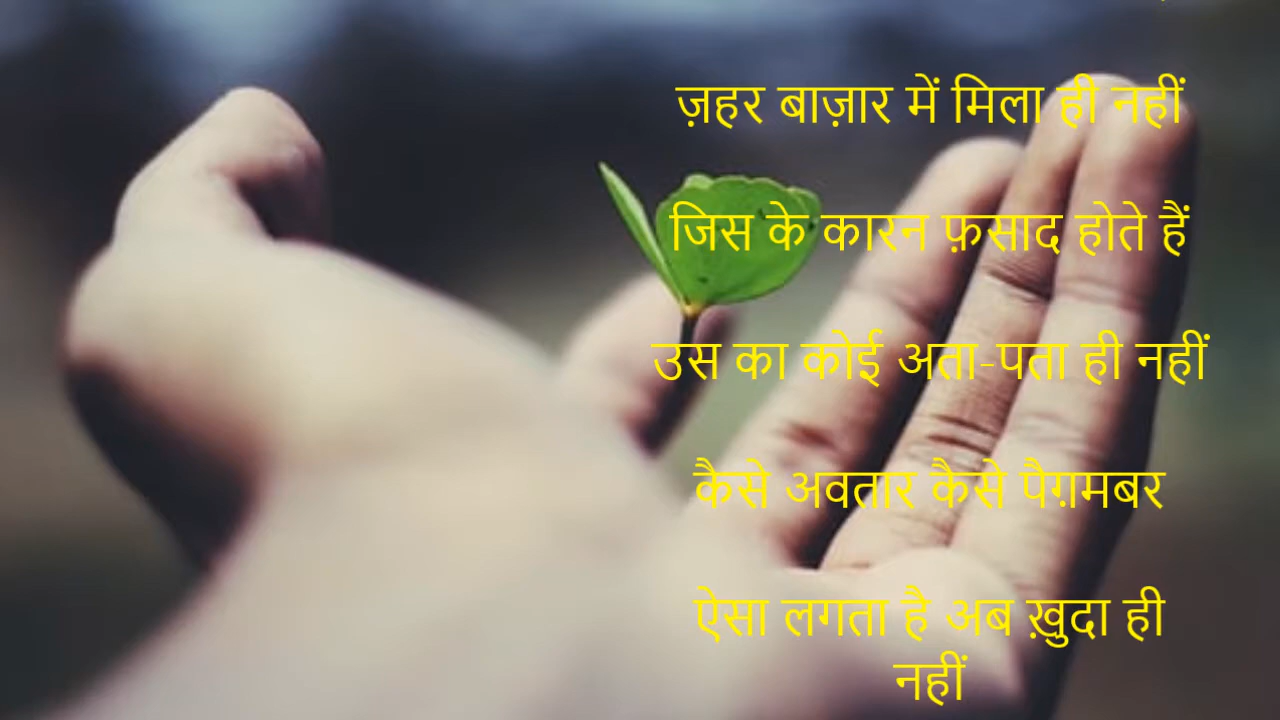 ज़हर बाज़ार में मिला ही नहीं
जिस के कारन फ़साद होते हैं
उस का कोई अता-पता ही नहीं
कैसे अवतार कैसे पैग़मबर
ऐसा लगता है अब ख़ुदा ही
नहीं